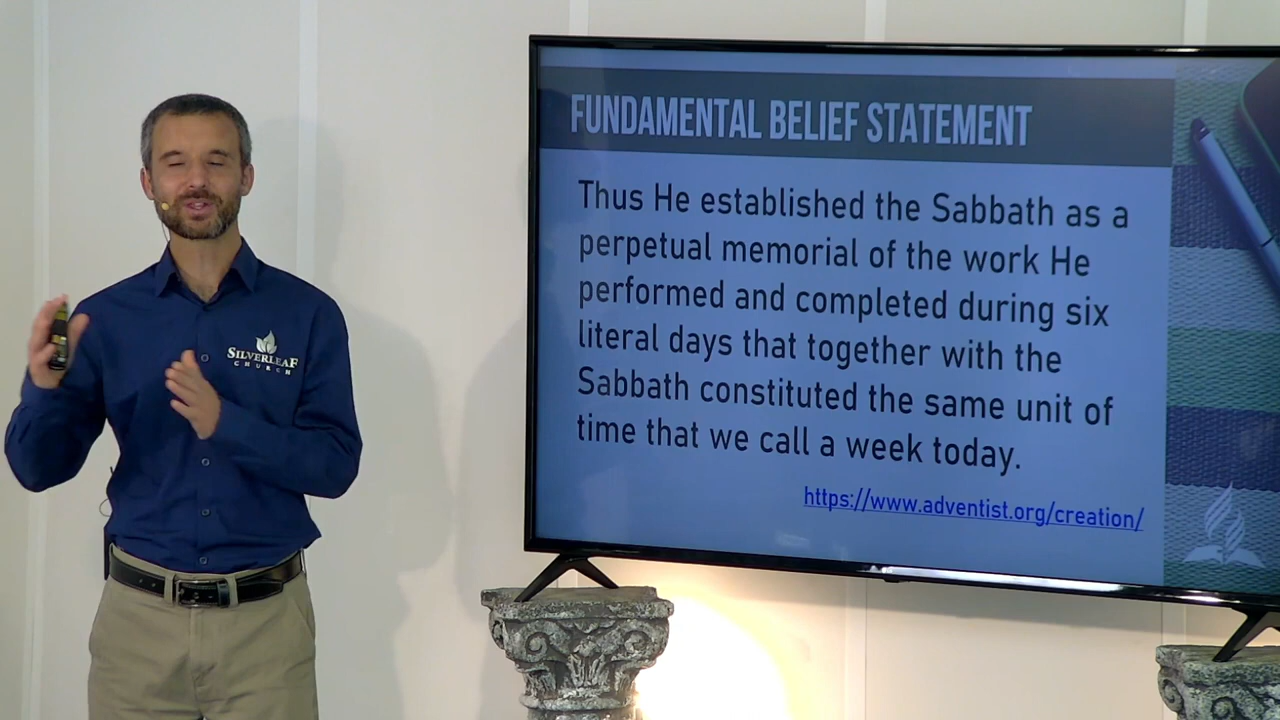 SILVERLEAF
CHURCH
FUNDAMENTAL BELIEF STATEMENT
Thus He established the Sabbath as a
perpetual memorial of the work He
performed and completed during six
literal days that together with the
Sabbath constituted the same unit of
time that we call a week today.
https://www.adventist.org/creation/